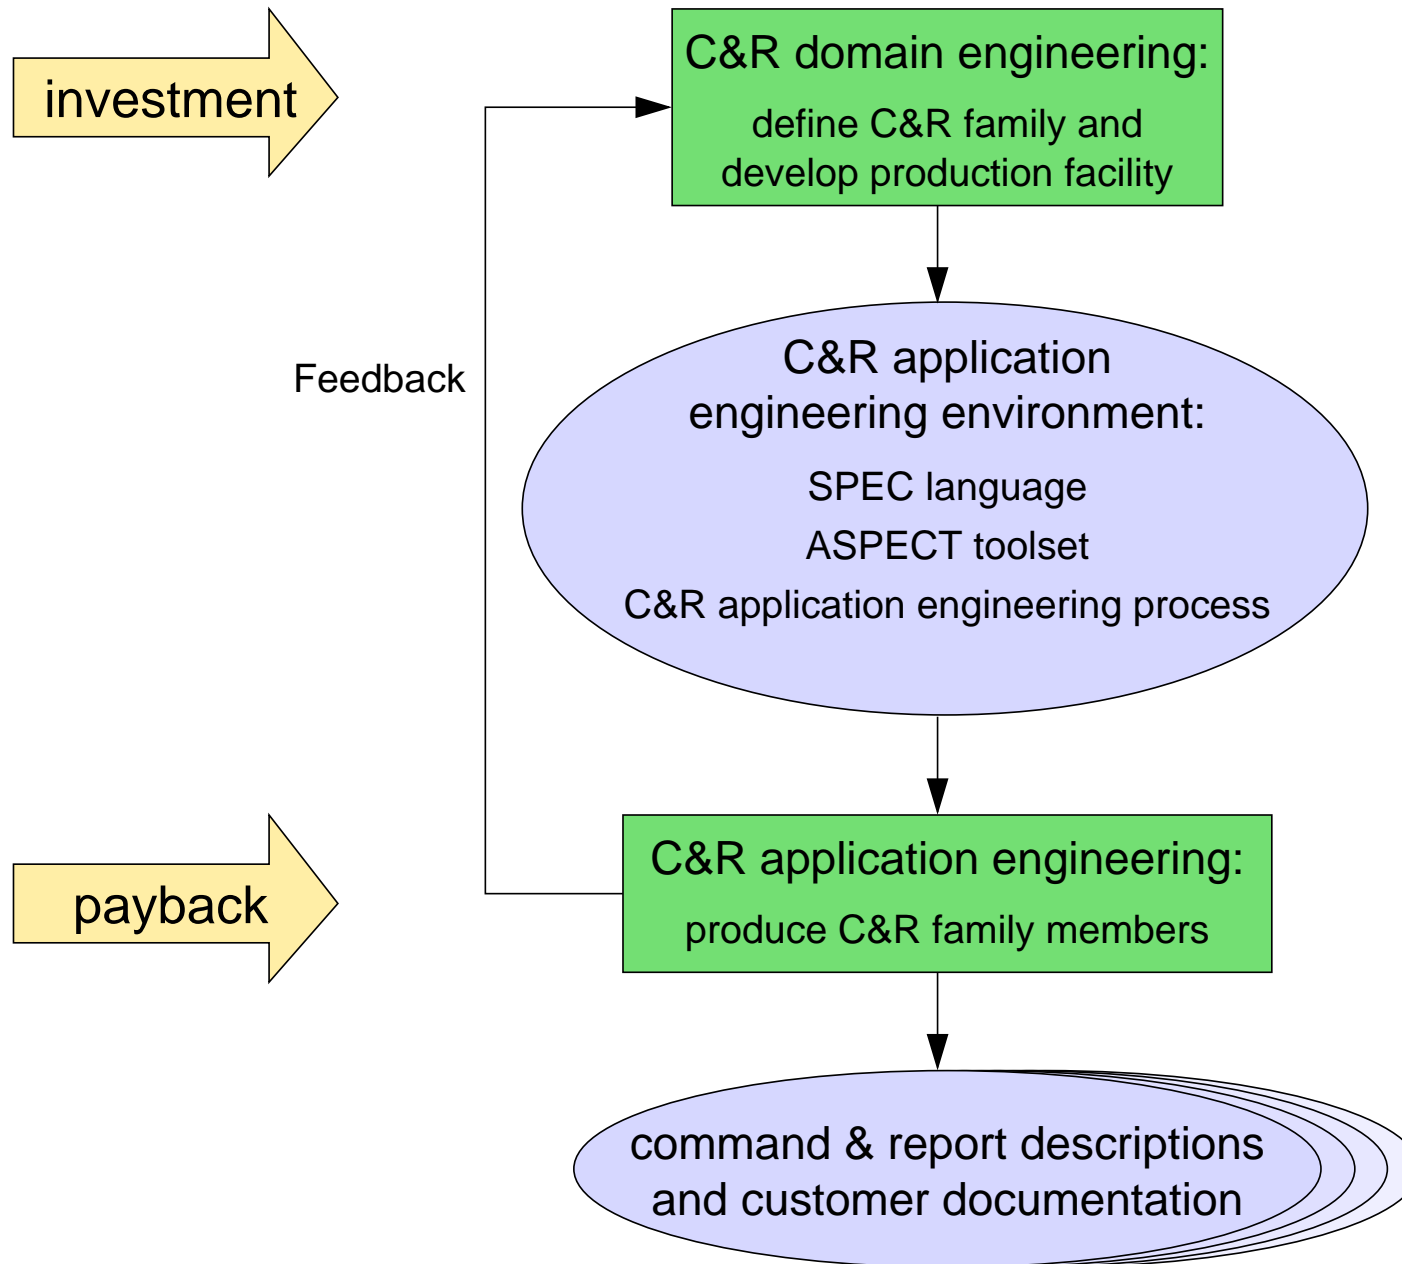 investment
C&R domain engineering:
define C&R family and
develop production facility
Feedback
C&R application
engineering environment:
SPEC language
ASPECT toolset
C&R application engineering process
payback
C&R application engineering:
produce C&R family members
command & report descriptions
and customer documentation